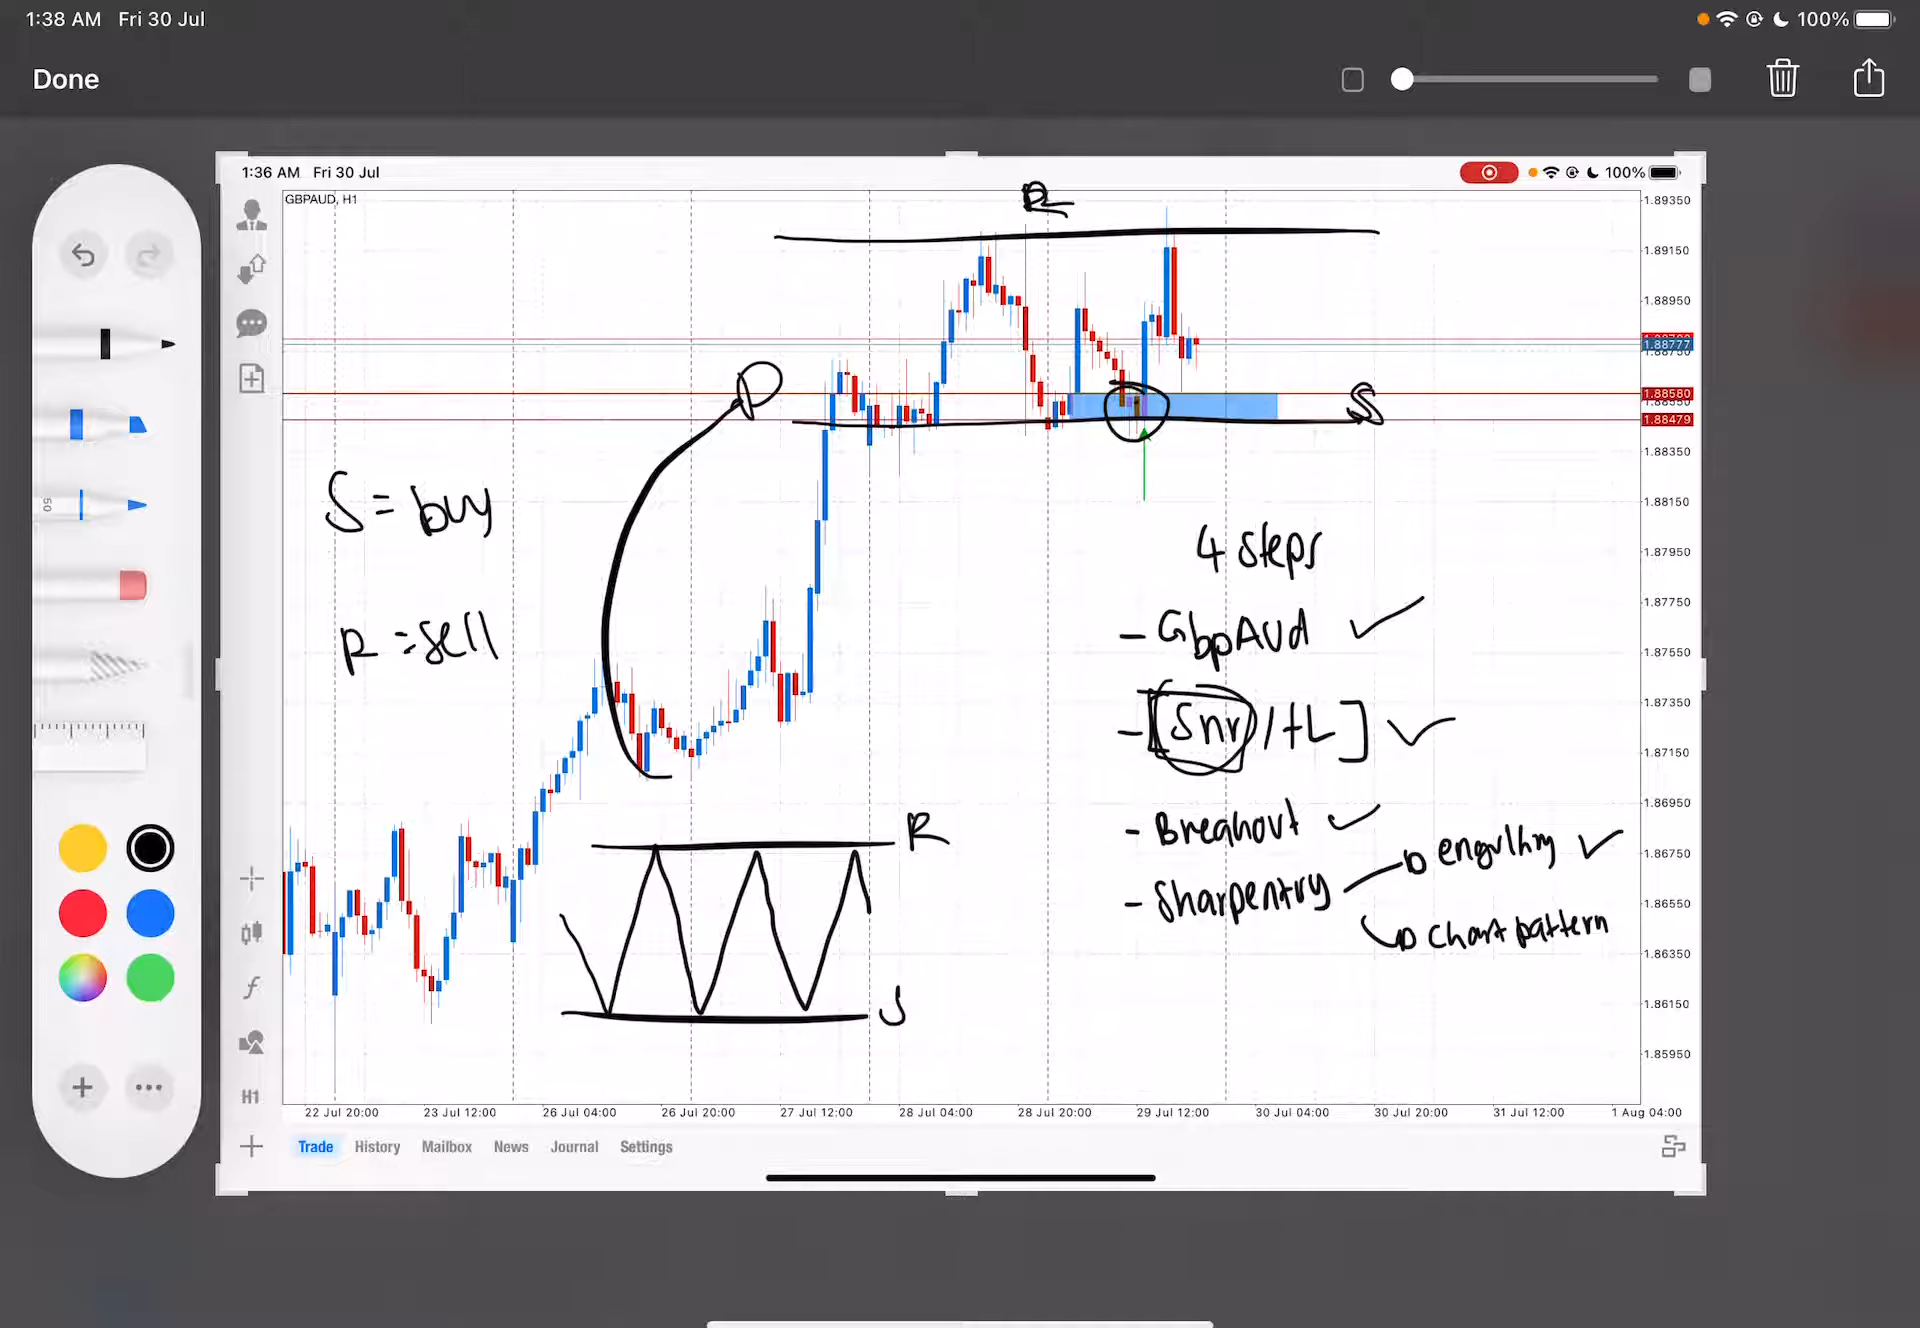 1:38 AM Fri 30 Jul
100%
Done
1:36 AM Fri 30 Jul
100%
GBPAUD, H1
R
1.89350
1.89150
1.88950
1.88777
1.88750
1.88580
1.88550
1.88479
1.88350
1.88150
1.87950
1.87750
1.87550
1.87350
1.87150
1.86950
1.86750
1.86550
1.86350
1.86150
1.85950
S
S = buy
R = sell
4 steps
- GbpAUd
- [Snr/tL]
- Breakout
- Sharpentry
engulfing
chart pattern
R
S
50
H1
22 Jul 20:00 23 Jul 12:00 26 Jul 04:00 26 Jul 20:00 27 Jul 12:00 28 Jul 04:00 28 Jul 20:00 29 Jul 12:00 30 Jul 04:00 30 Jul 20:00 31 Jul 12:00 1 Aug 04:00
Trade History Mailbox News Journal Settings